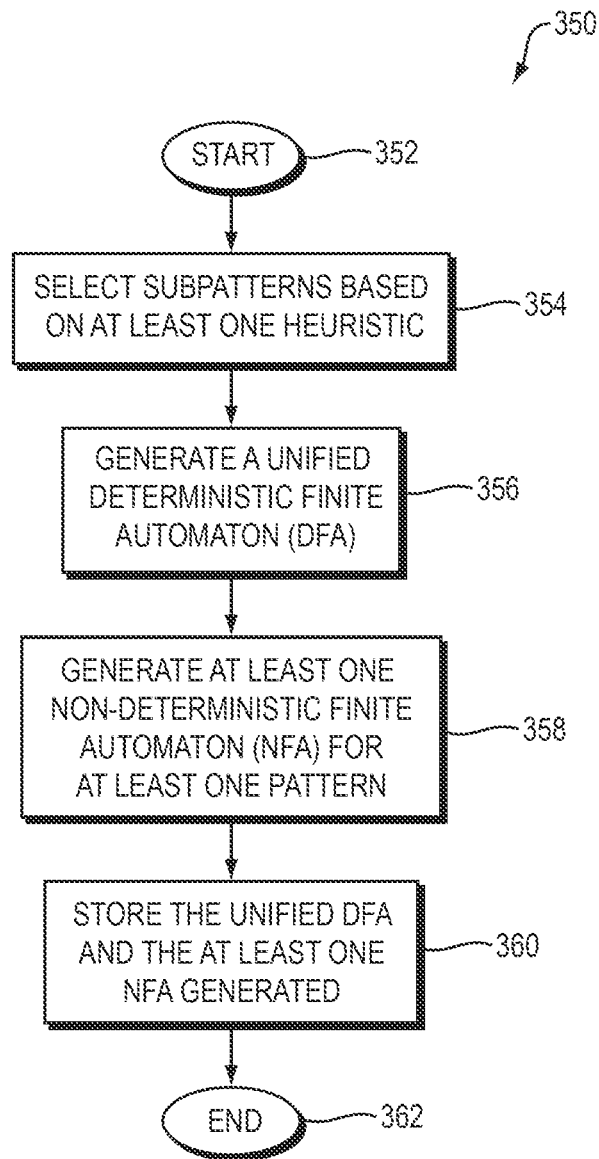 350
START
352
SELECT SUBPATTERNS BASED
ON AT LEAST ONE HEURISTIC
354
GENERATE A UNIFIED
DETERMINISTIC FINITE
AUTOMATON (DFA)
356
GENERATE AT LEAST ONE
NON-DETERMINISTIC FINITE
AUTOMATON (NFA) FOR
AT LEAST ONE PATTERN
358
STORE THE UNIFIED DFA
AND THE AT LEAST ONE
NFA GENERATED
360
END
362